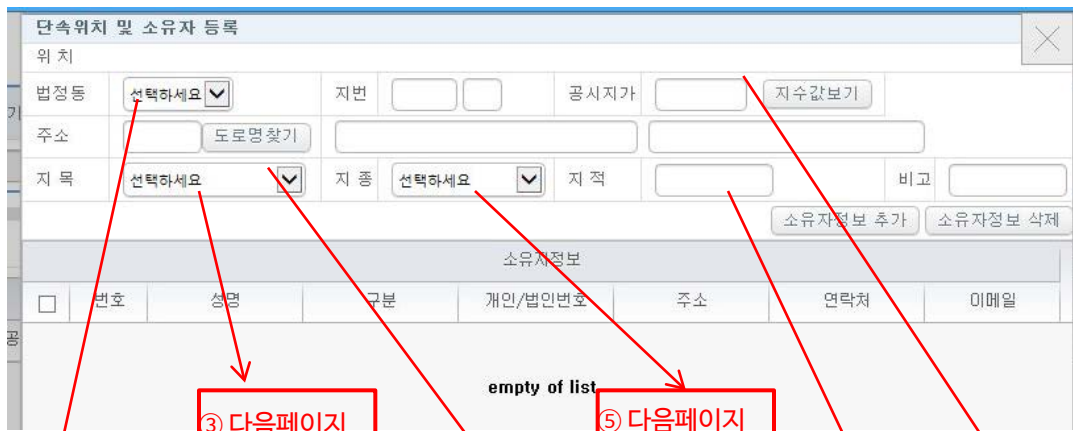 단속위치 및 소유자 등록
위 치
법정동 선택하세요 지번 공시지가 지수값보기
주소 도로명찾기
지 목 선택하세요 지 종 선택하세요 지 적 비고
소유자정보 추가 소유자정보 삭제
소유자정보
번호 성명 구분 개인/법인번호 주소 연락처 이메일
empty of list
③ 다음페이지 ⑤ 다음페이지